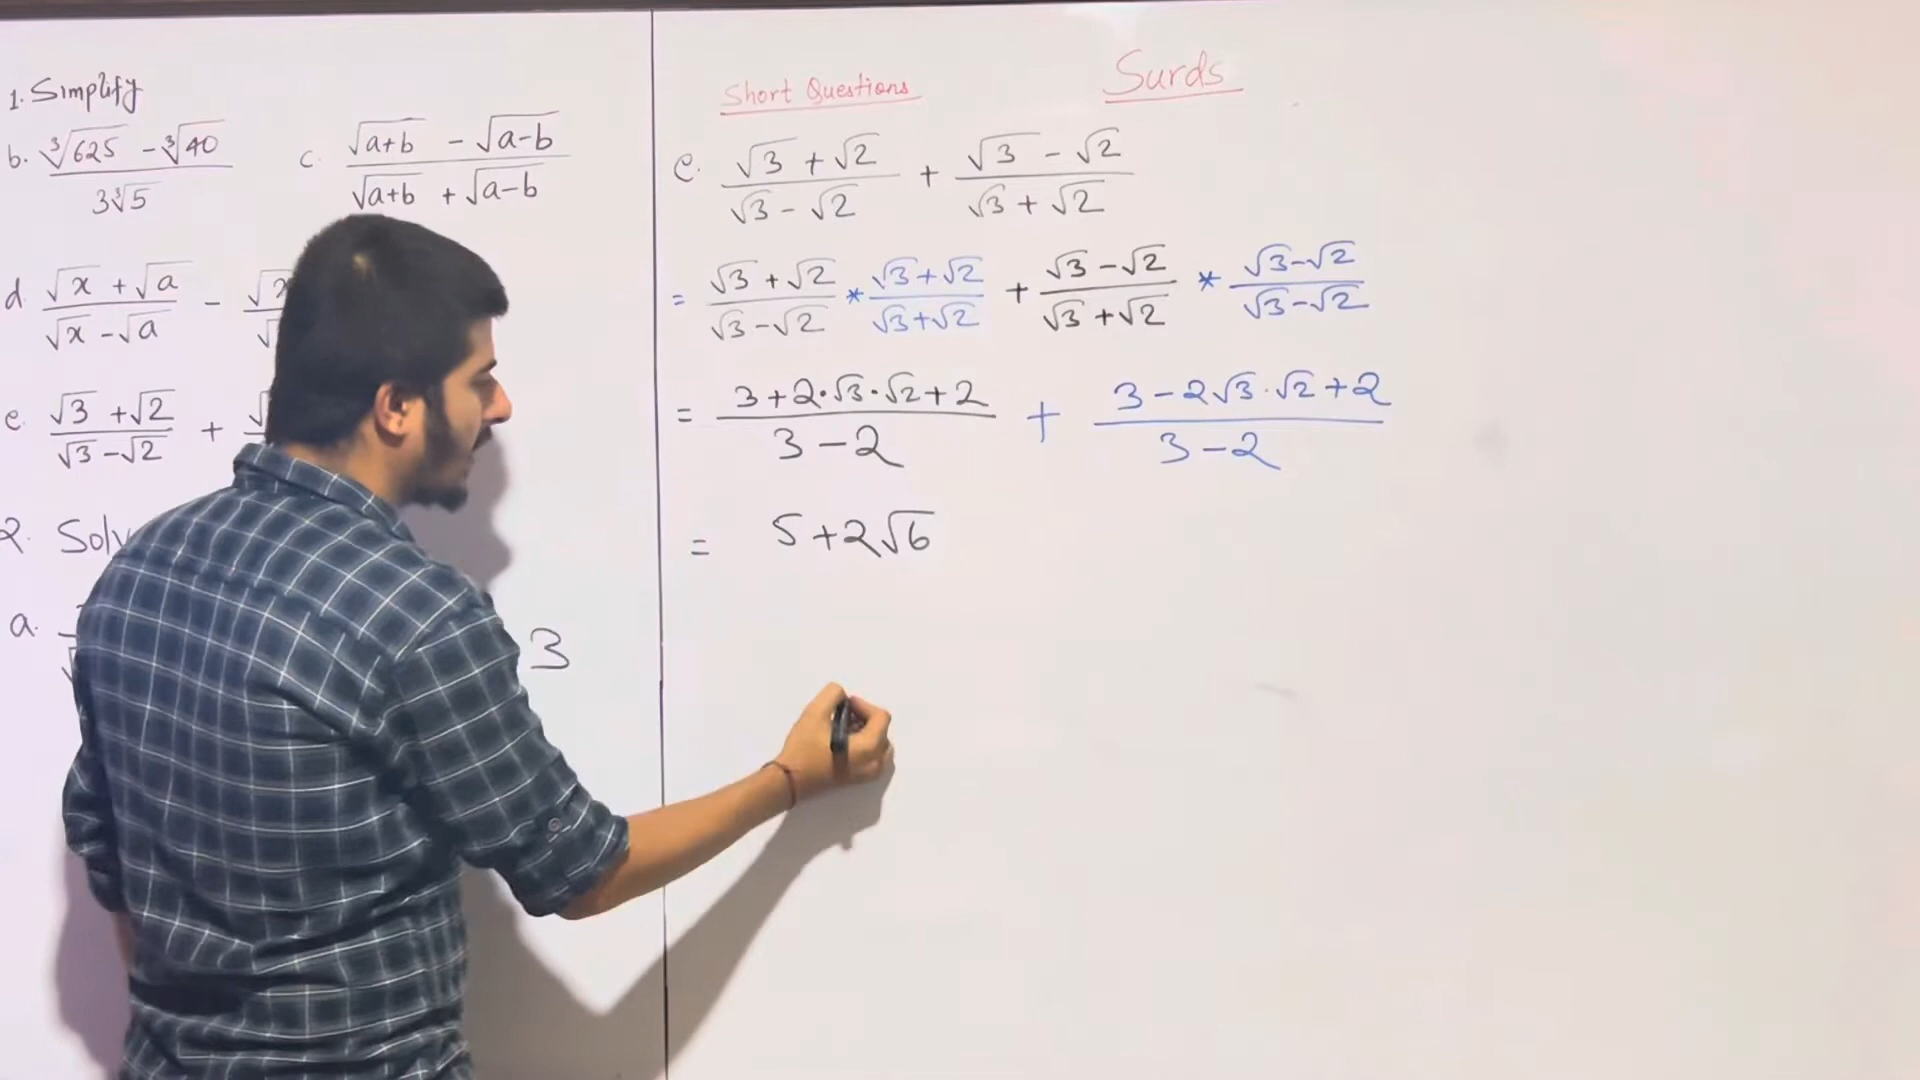 1. Simplify
b. (∛625 - ∛40)/(3∛5) c. (√(a+b) - √(a-b))/(√(a+b) + √(a-b))
d (√x + √a)/(√x - √a) -
e. (√3 + √2)/(√3 - √2) +
2. Solv
a. 3
Short Questions
Surds
e. (√3 + √2)/(√3 - √2) + (√3 - √2)/(√3 + √2)
= (√3 + √2)/(√3 - √2) * (√3 + √2)/(√3 + √2) + (√3 - √2)/(√3 + √2) * (√3 - √2)/(√3 - √2)
= (3 + 2·√3·√2 + 2)/(3 - 2) + (3 - 2√3·√2 + 2)/(3 - 2)
= 5 + 2√6